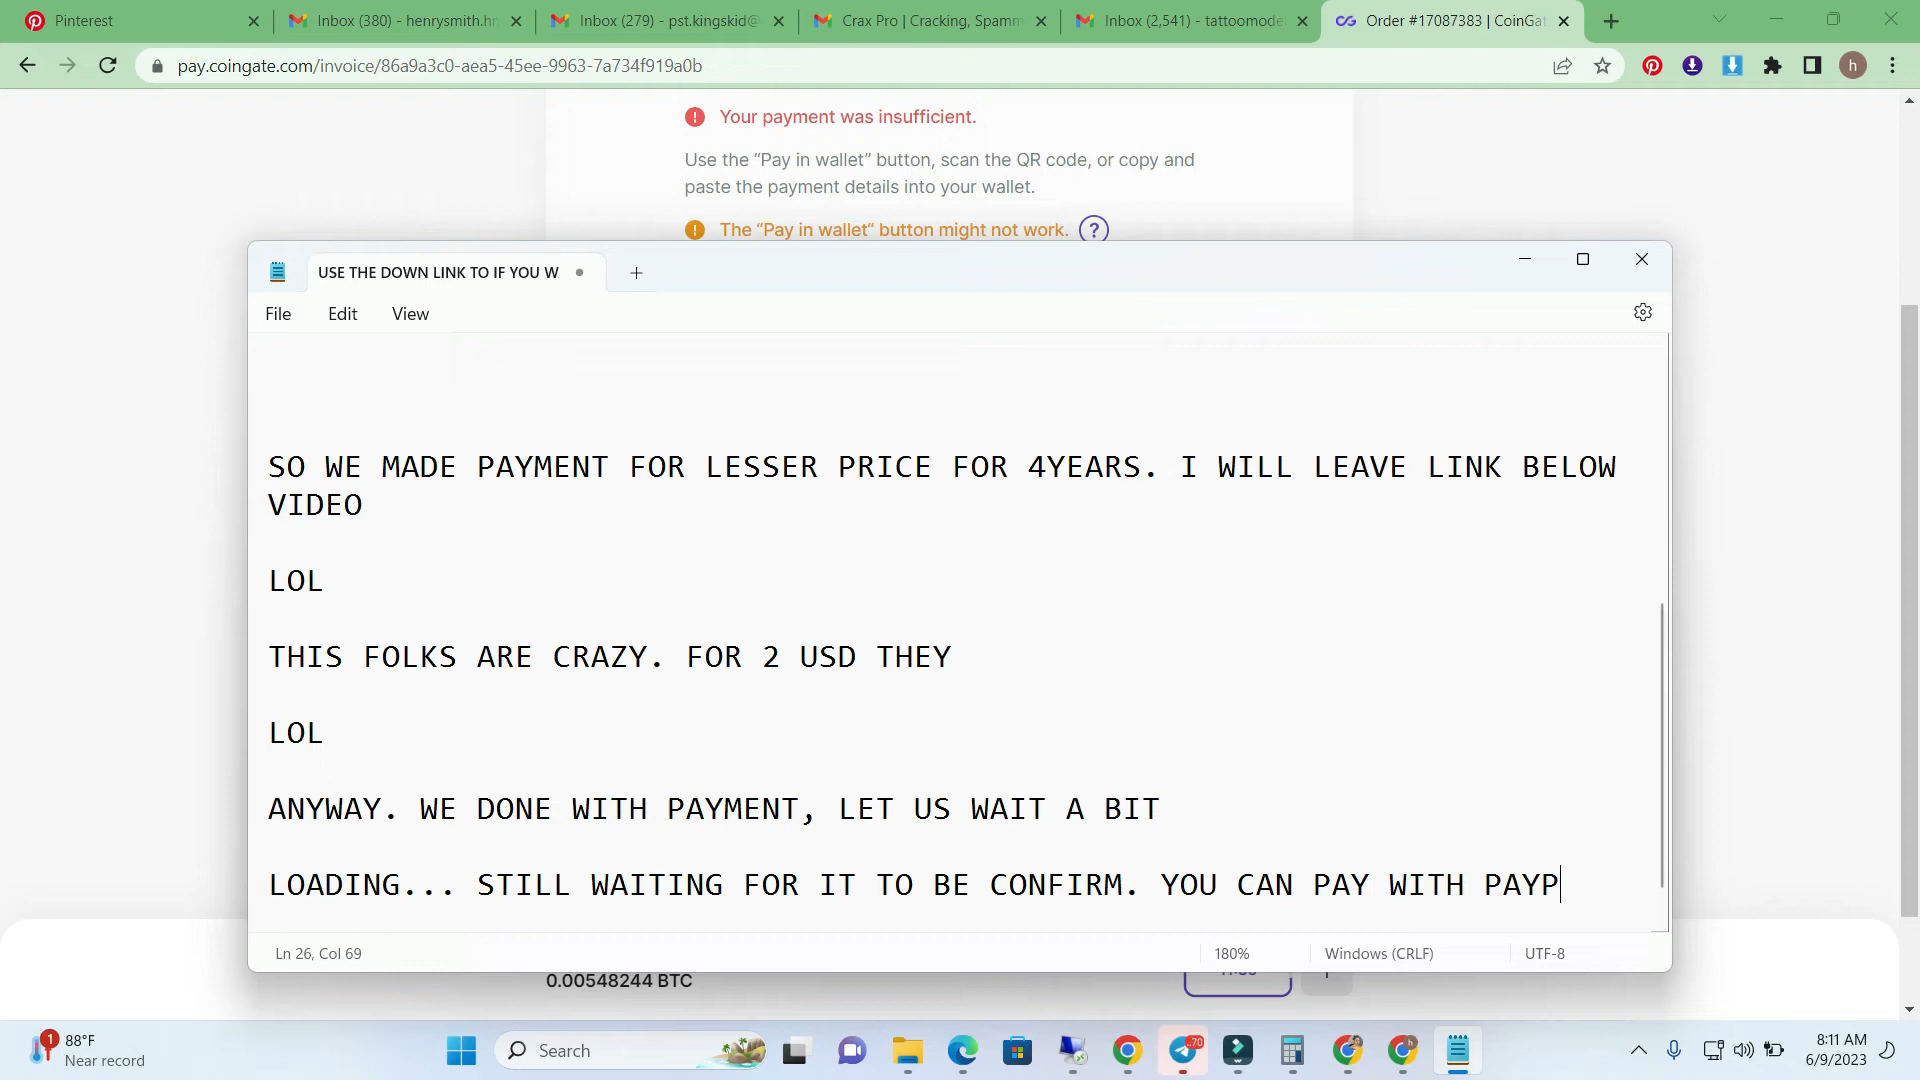 Pinterest
Inbox (380) - henrysmith.hn
Inbox (279) - pst.kingskid@
Crax Pro | Cracking, Spamm
Inbox (2,541) - tattoomode
Order #17087383 | CoinGat
pay.coingate.com/invoice/86a9a3c0-aea5-45ee-9963-7a734f919a0b
h
Your payment was insufficient.
Use the “Pay in wallet” button, scan the QR code, or copy and
paste the payment details into your wallet.
The “Pay in wallet“ button might not work.
USE THE DOWN LINK TO IF YOU W
File Edit View
SO WE MADE PAYMENT FOR LESSER PRICE FOR 4YEARS. I WILL LEAVE LINK BELOW
VIDEO
LOL
THIS FOLKS ARE CRAZY. FOR 2 USD THEY
LOL
ANYWAY. WE DONE WITH PAYMENT, LET US WAIT A BIT
LOADING... STILL WAITING FOR IT TO BE CONFIRM. YOU CAN PAY WITH PAYP
Ln 26, Col 69
180%
Windows (CRLF)
UTF-8
0.00548244 BTC
1
88°F
Near record
Search
70
8:11 AM
6/9/2023